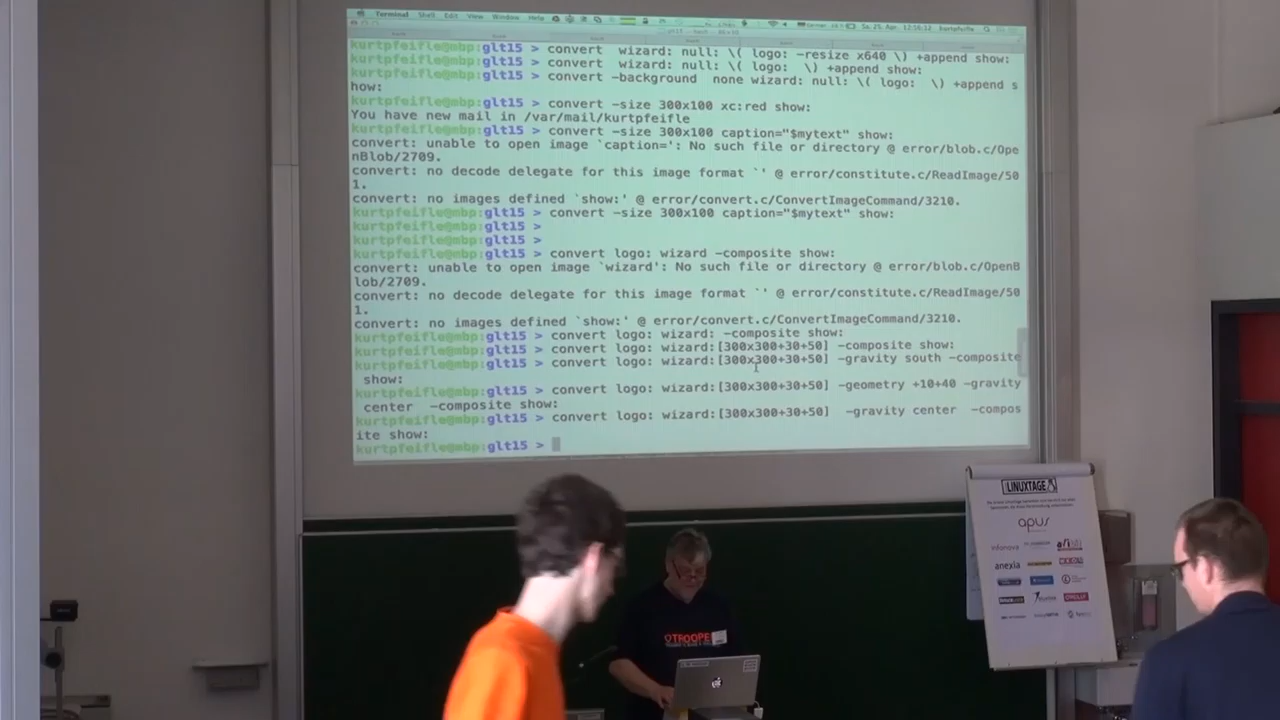 Terminal Shell Edit View Window Help
kurtpfeifle@mbp:glt15 > convert  wizard: null: \( logo: -resize x640 \) +append show:
kurtpfeifle@mbp:glt15 > convert  wizard: null: \( logo:  \) +append show:
kurtpfeifle@mbp:glt15 > convert -background  none wizard: null: \( logo:  \) +append s
how:
kurtpfeifle@mbp:glt15 > convert -size 300x100 xc:red show:
You have new mail in /var/mail/kurtpfeifle
kurtpfeifle@mbp:glt15 > convert -size 300x100 caption="$mytext" show:
convert: unable to open image `caption=': No such file or directory @ error/blob.c/Ope
nBlob/2709.
convert: no decode delegate for this image format `' @ error/constitute.c/ReadImage/50
1.
convert: no images defined `show:' @ error/convert.c/ConvertImageCommand/3210.
kurtpfeifle@mbp:glt15 > convert -size 300x100 caption="$mytext" show:
kurtpfeifle@mbp:glt15 >
kurtpfeifle@mbp:glt15 >
kurtpfeifle@mbp:glt15 > convert logo: wizard -composite show:
convert: unable to open image `wizard': No such file or directory @ error/blob.c/OpenB
lob/2709.
convert: no decode delegate for this image format `' @ error/constitute.c/ReadImage/50
1.
convert: no images defined `show:' @ error/convert.c/ConvertImageCommand/3210.
kurtpfeifle@mbp:glt15 > convert logo: wizard: -composite show:
kurtpfeifle@mbp:glt15 > convert logo: wizard:[300x300+30+50] -composite show:
kurtpfeifle@mbp:glt15 > convert logo: wizard:[300x300+30+50] -gravity south -composite
show:
kurtpfeifle@mbp:glt15 > convert logo: wizard:[300x300+30+50] -geometry +10+40 -gravity
center  -composite show:
kurtpfeifle@mbp:glt15 > convert logo: wizard:[300x300+30+50]  -gravity center  -compos
ite show:
kurtpfeifle@mbp:glt15 >
LINUXTAGE
apus
infonova
anexia
OTROOPE